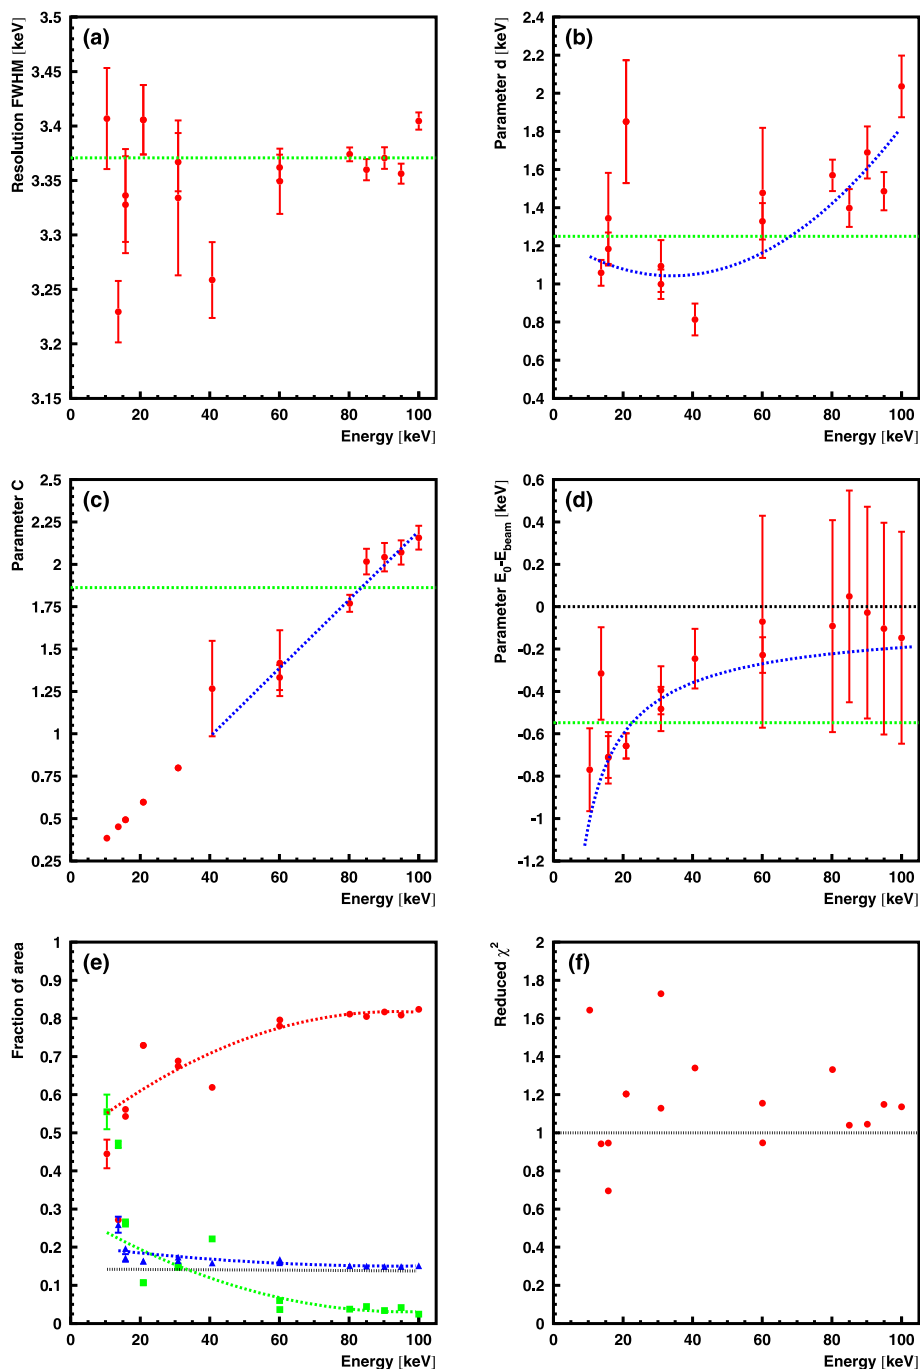 (a)
Resolution FWHM [keV]
3.5
3.45
3.4
3.35
3.3
3.25
3.2
3.15
0 20 40 60 80 100
Energy [keV]
(b)
Parameter d [keV]
2.4
2.2
2
1.8
1.6
1.4
1.2
1
0.8
0.6
0.4
0 20 40 60 80 100
Energy [keV]
(c)
Parameter C
2.5
2.25
2
1.75
1.5
1.25
1
0.75
0.5
0.25
0 20 40 60 80 100
Energy [keV]
(d)
Parameter E₀-E_beam [keV]
0.6
0.4
0.2
0
-0.2
-0.4
-0.6
-0.8
-1
-1.2
0 20 40 60 80 100
Energy [keV]
(e)
Fraction of area
1
0.9
0.8
0.7
0.6
0.5
0.4
0.3
0.2
0.1
0
0 20 40 60 80 100
Energy [keV]
(f)
Reduced χ²
2
1.8
1.6
1.4
1.2
1
0.8
0.6
0.4
0.2
0
0 20 40 60 80 100
Energy [keV]